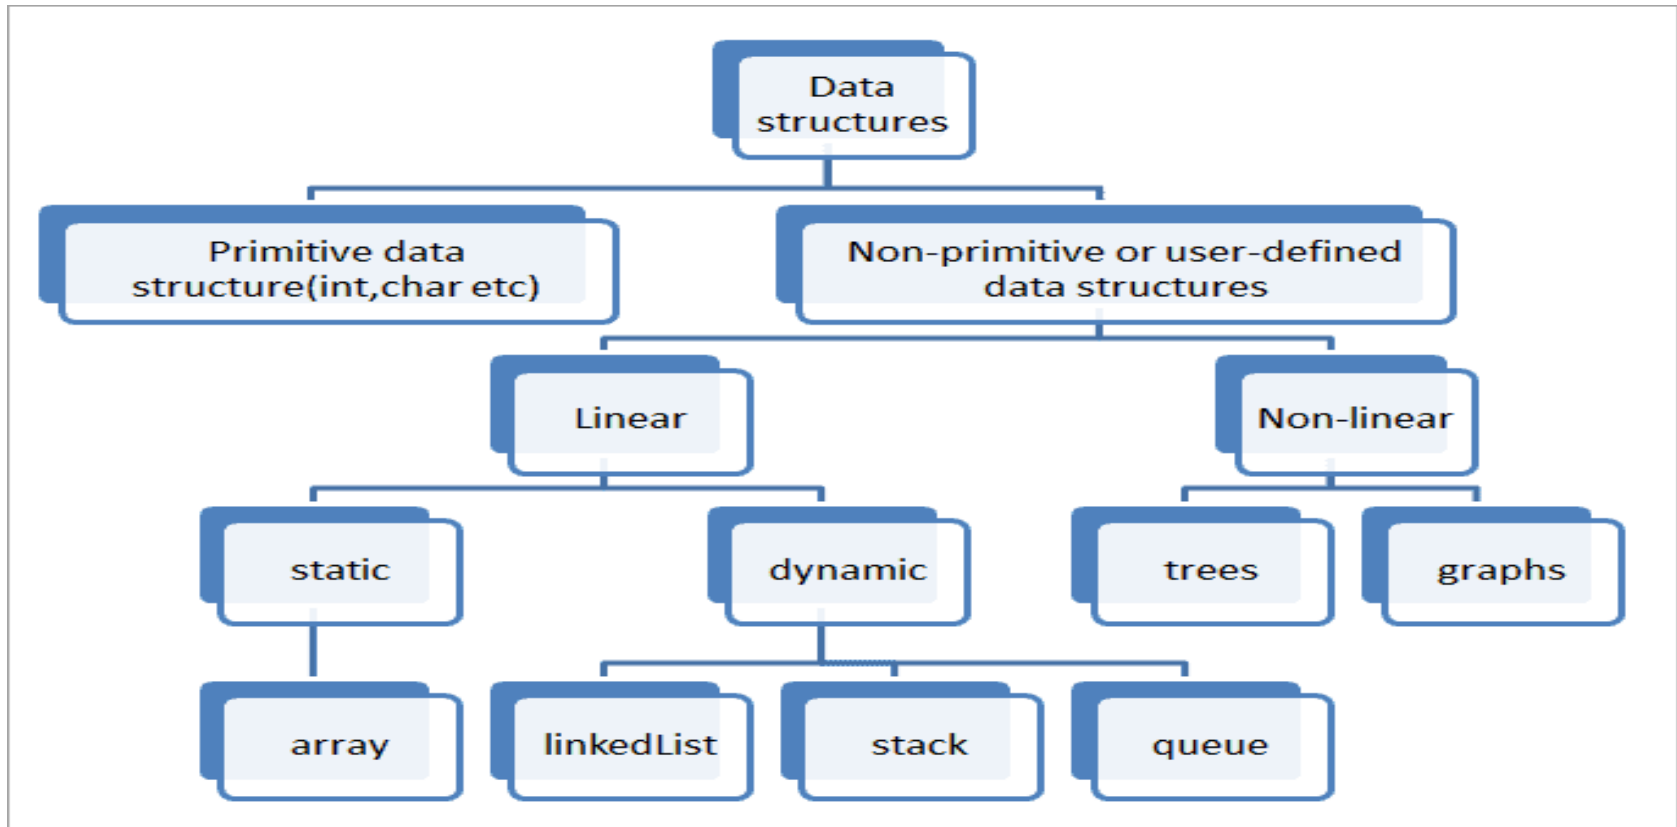 Data
structures
Primitive data
structure(int,char etc)
Non-primitive or user-defined
data structures
Linear
Non-linear
static
dynamic
trees
graphs
array
linkedList
stack
queue